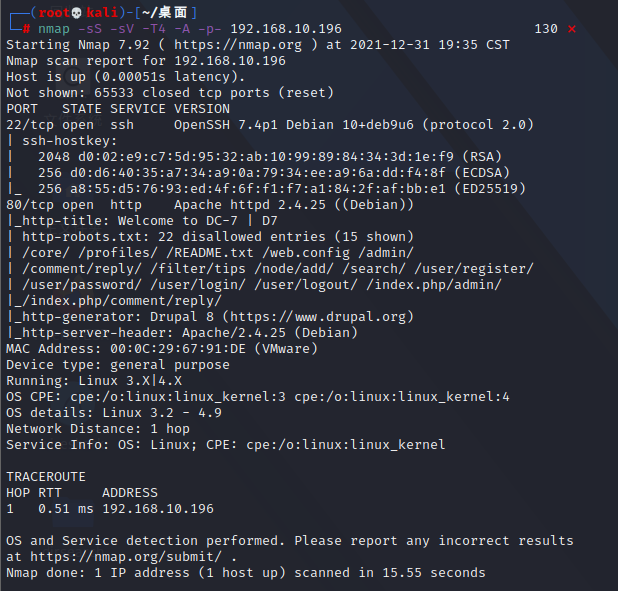 ┌──(root💀kali)-[~/桌面]
└─# nmap -sS -sV -T4 -A -p- 192.168.10.196 130 ⨯
Starting Nmap 7.92 ( https://nmap.org ) at 2021-12-31 19:35 CST
Nmap scan report for 192.168.10.196
Host is up (0.00051s latency).
Not shown: 65533 closed tcp ports (reset)
PORT   STATE SERVICE VERSION
22/tcp open  ssh     OpenSSH 7.4p1 Debian 10+deb9u6 (protocol 2.0)
| ssh-hostkey:
|   2048 d0:02:e9:c7:5d:95:32:ab:10:99:89:84:34:3d:1e:f9 (RSA)
|   256 d0:d6:40:35:a7:34:a9:0a:79:34:ee:a9:6a:dd:f4:8f (ECDSA)
|_  256 a8:55:d5:76:93:ed:4f:6f:f1:f7:a1:84:2f:af:bb:e1 (ED25519)
80/tcp open  http    Apache httpd 2.4.25 ((Debian))
|_http-title: Welcome to DC-7 | D7
| http-robots.txt: 22 disallowed entries (15 shown)
| /core/ /profiles/ /README.txt /web.config /admin/
| /comment/reply/ /filter/tips /node/add/ /search/ /user/register/
| /user/password/ /user/login/ /user/logout/ /index.php/admin/
|_/index.php/comment/reply/
|_http-generator: Drupal 8 (https://www.drupal.org)
|_http-server-header: Apache/2.4.25 (Debian)
MAC Address: 00:0C:29:67:91:DE (VMware)
Device type: general purpose
Running: Linux 3.X|4.X
OS CPE: cpe:/o:linux:linux_kernel:3 cpe:/o:linux:linux_kernel:4
OS details: Linux 3.2 - 4.9
Network Distance: 1 hop
Service Info: OS: Linux; CPE: cpe:/o:linux:linux_kernel
TRACEROUTE
HOP RTT     ADDRESS
1   0.51 ms 192.168.10.196
OS and Service detection performed. Please report any incorrect results
at https://nmap.org/submit/ .
Nmap done: 1 IP address (1 host up) scanned in 15.55 seconds